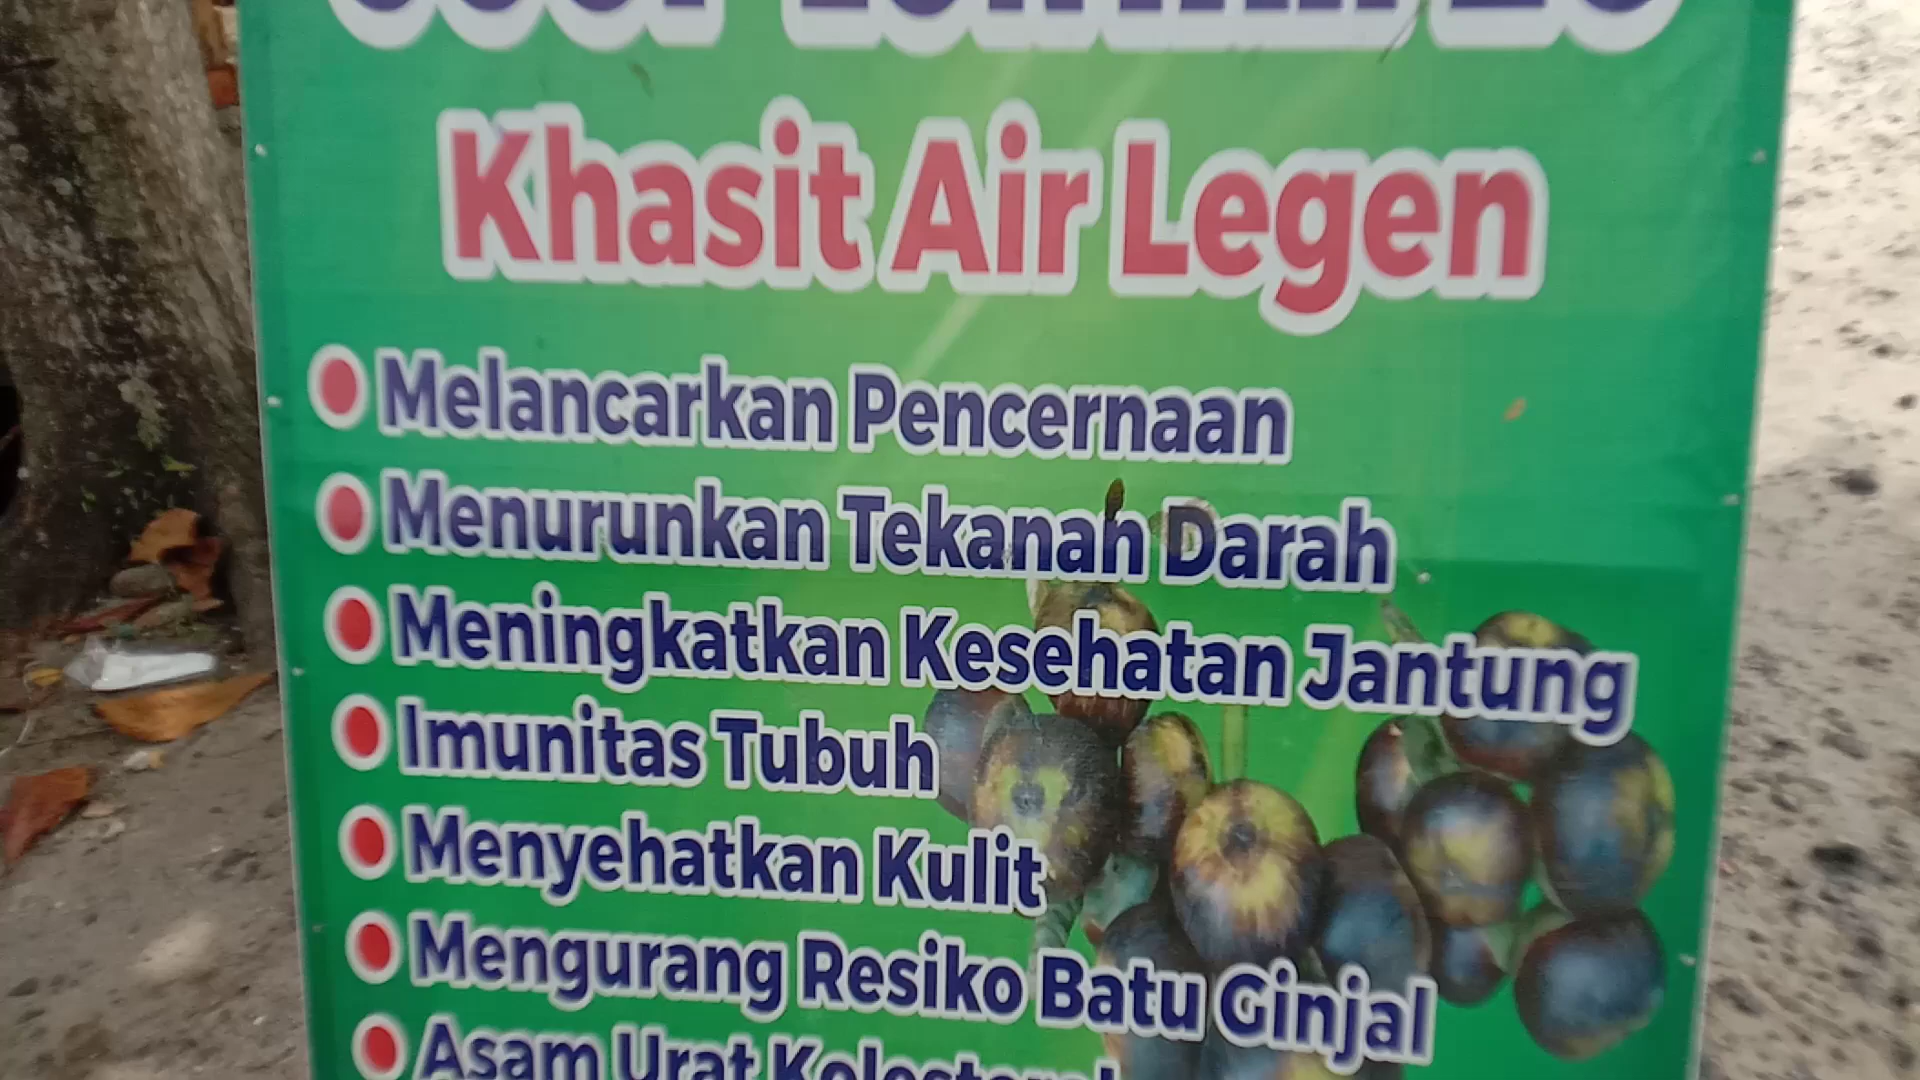 Khasit Air Legen
Melancarkan Pencernaan
Menurunkan Tekanan Darah
Meningkatkan Kesehatan Jantung
Imunitas Tubuh
Menyehatkan Kulit
Mengurang Resiko Batu Ginjal
Asam Urat Kolesterol